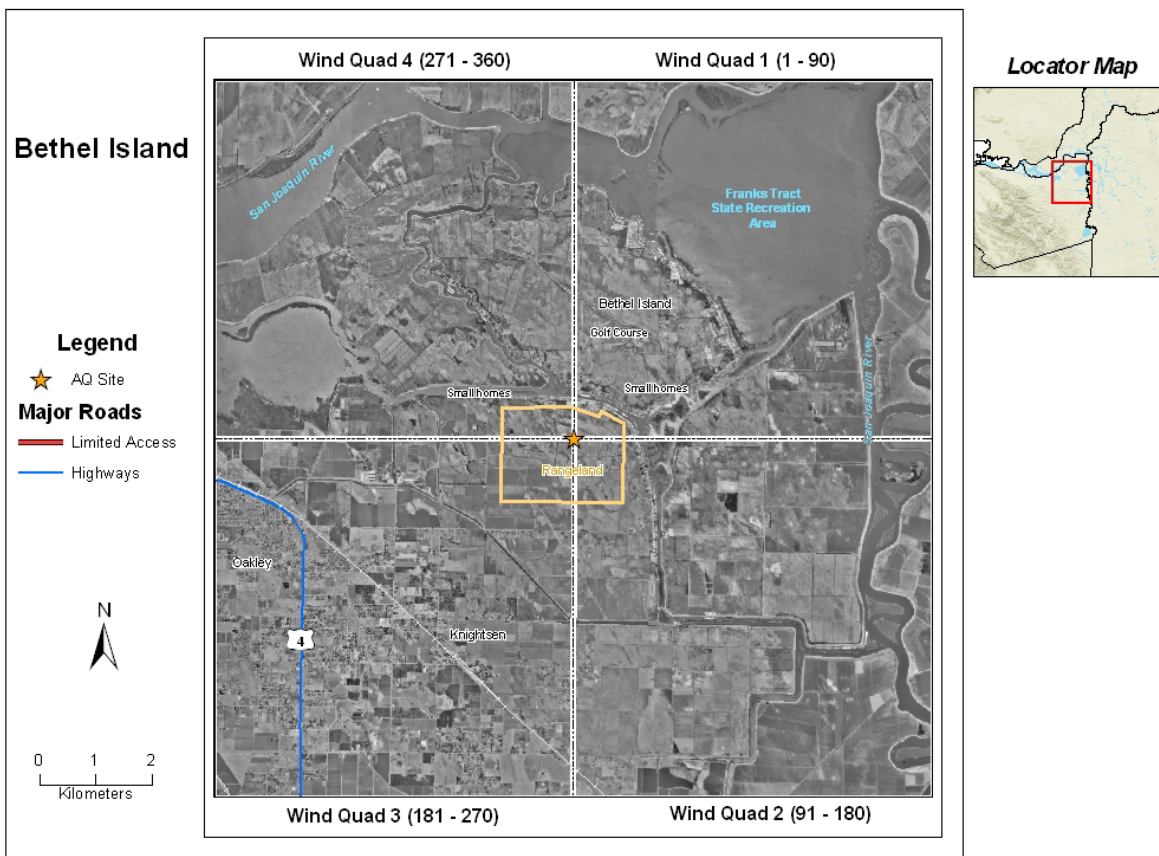 Wind Quad 4 (271 - 360)
Wind Quad 1 (1 - 90)
Locator Map
Bethel Island
San Joaquin River
Franks Tract
State Recreation
Area
Bethel Island
Golf Course
Small homes
Small homes
San Joaquin River
Legend
AQ Site
Major Roads
Limited Access
Highways
Rangeland
Oakley
Knightsen
4
N
0 1 2
Kilometers
Wind Quad 3 (181 - 270)
Wind Quad 2 (91 - 180)